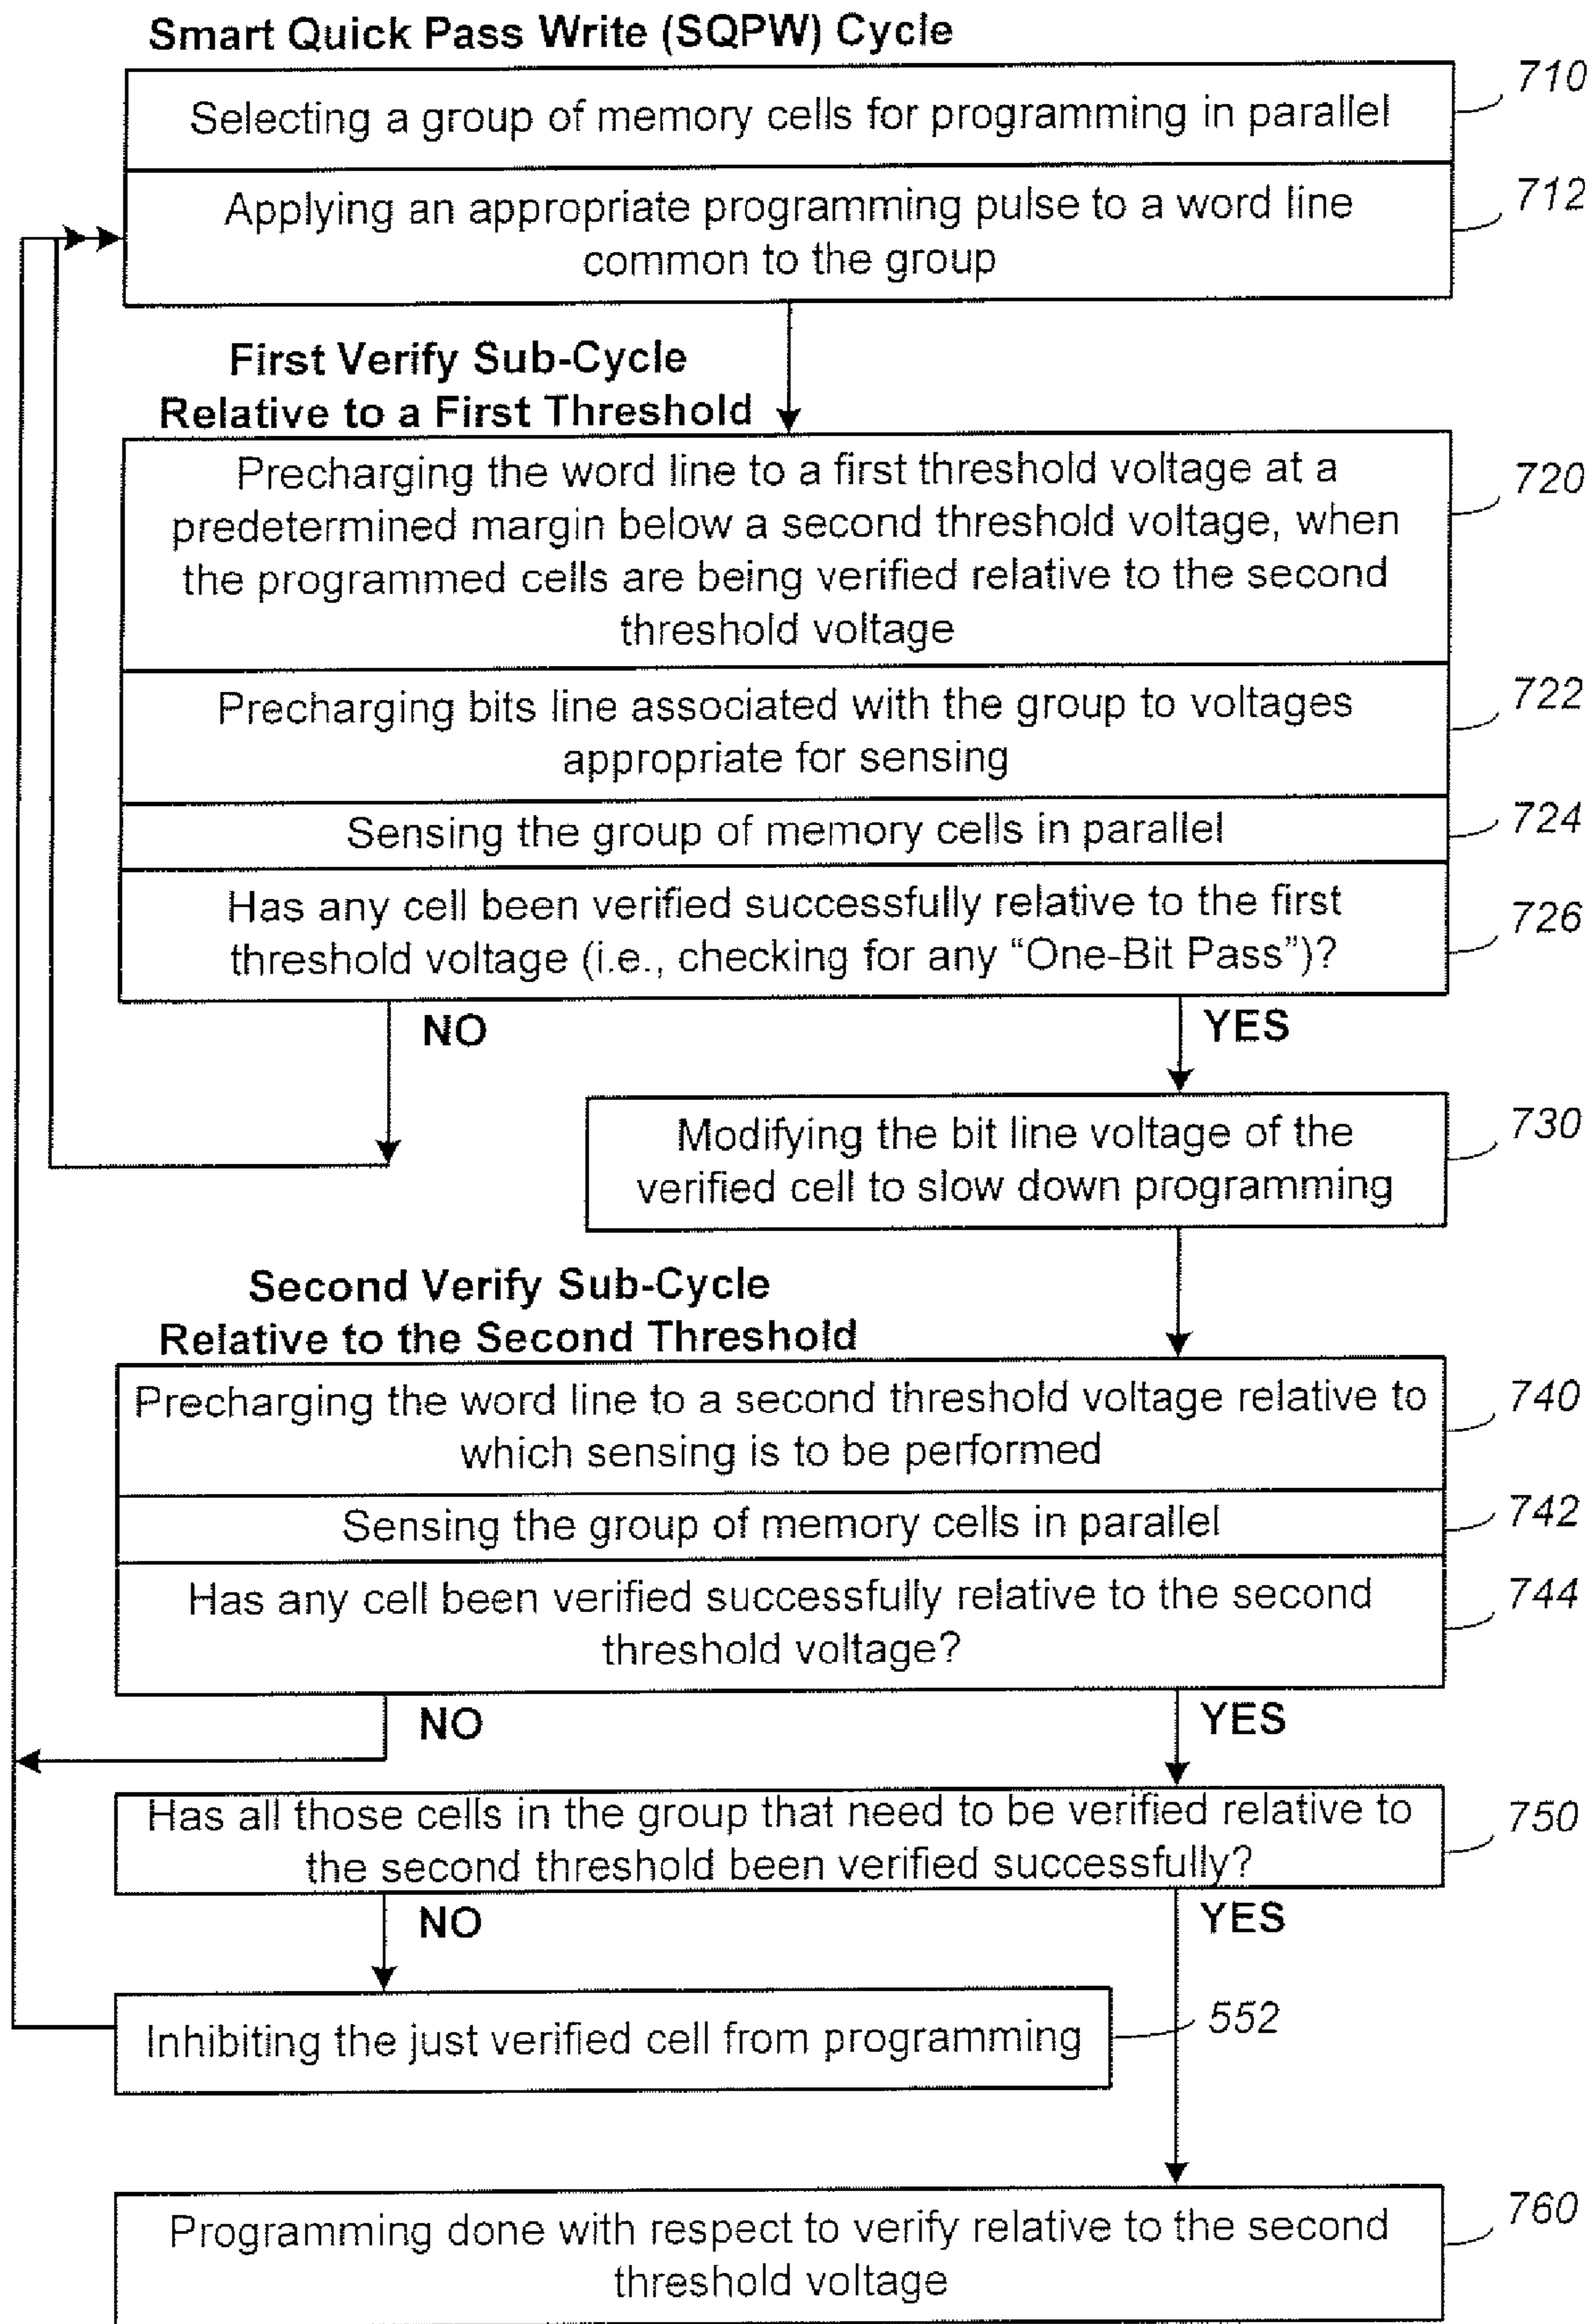 Smart Quick Pass Write (SQPW) Cycle
Selecting a group of memory cells for programming in parallel
710
Applying an appropriate programming pulse to a word line
common to the group
712
First Verify Sub-Cycle
Relative to a First Threshold
Precharging the word line to a first threshold voltage at a
predetermined margin below a second threshold voltage, when
the programmed cells are being verified relative to the second
threshold voltage
720
Precharging bits line associated with the group to voltages
appropriate for sensing
722
Sensing the group of memory cells in parallel
724
Has any cell been verified successfully relative to the first
threshold voltage (i.e., checking for any “One-Bit Pass”)?
726
NO
YES
Modifying the bit line voltage of the
verified cell to slow down programming
730
Second Verify Sub-Cycle
Relative to the Second Threshold
Precharging the word line to a second threshold voltage relative to
which sensing is to be performed
740
Sensing the group of memory cells in parallel
742
Has any cell been verified successfully relative to the second
threshold voltage?
744
NO
YES
Has all those cells in the group that need to be verified relative to
the second threshold been verified successfully?
750
NO
YES
Inhibiting the just verified cell from programming
552
Programming done with respect to verify relative to the second
threshold voltage
760